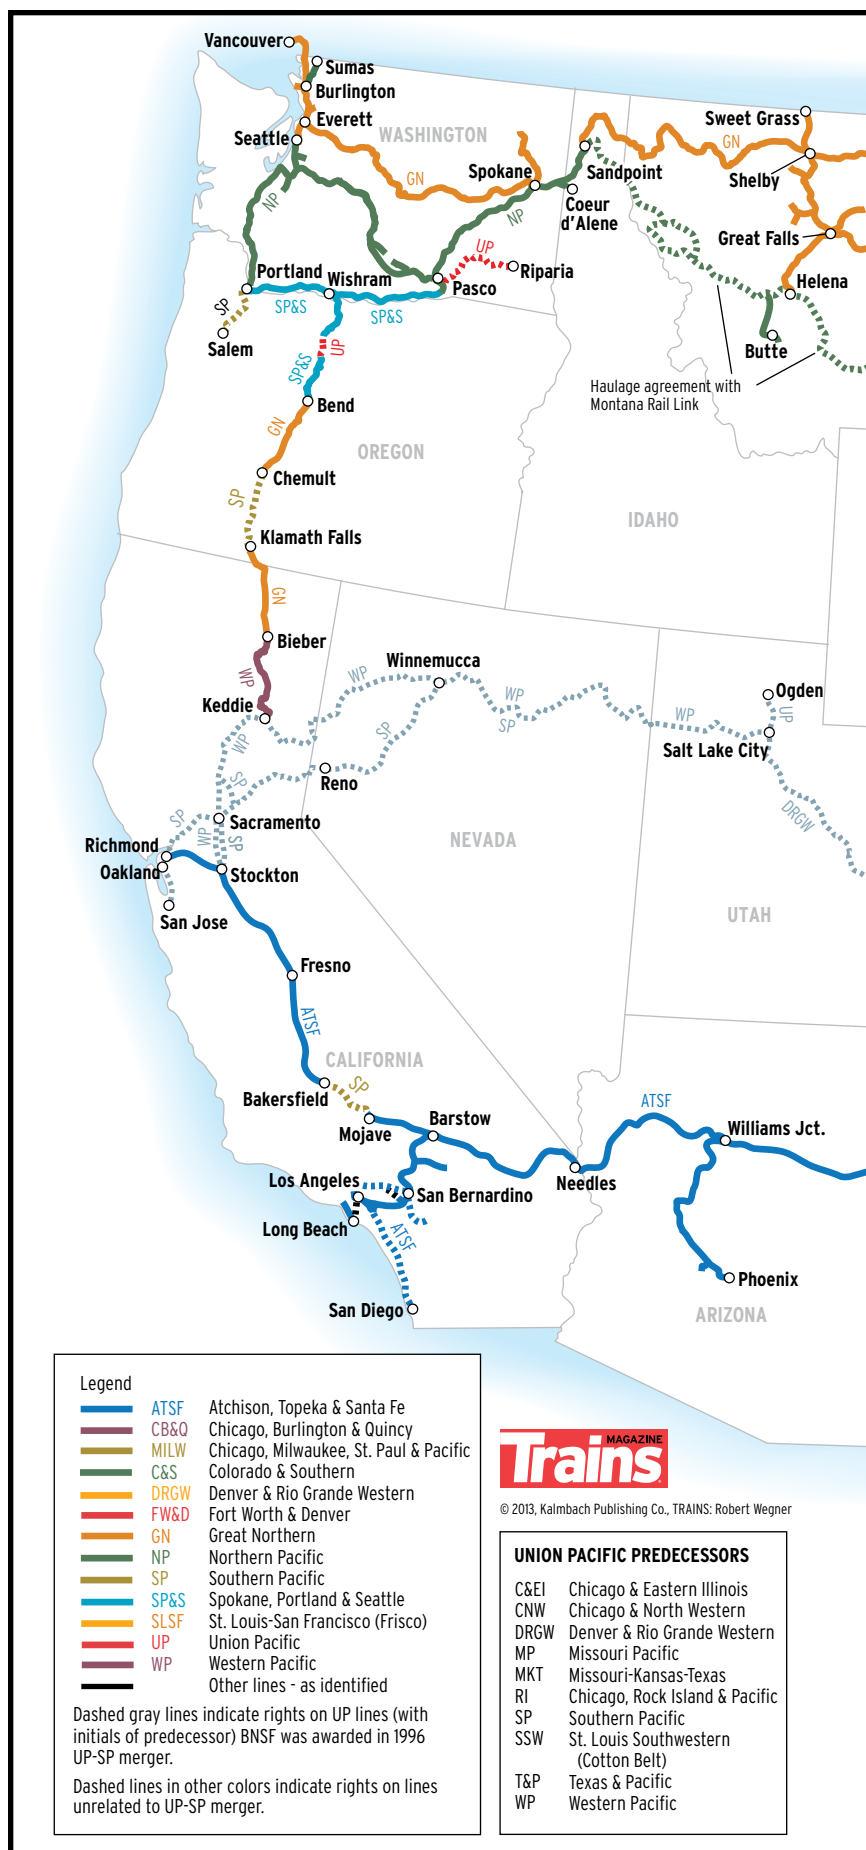 Vancouver
Sumas
Burlington
Everett
Seattle
WASHINGTON
Sweet Grass
GN
Shelby
Spokane
Sandpoint
GN
NP
Coeur
d'Alene
NP
Great Falls
UP
Riparia
Helena
Portland
Wishram
Pasco
SP
SP&S
SP&S
Salem
UP
Butte
SP&S
Haulage agreement with
Montana Rail Link
Bend
GN
OREGON
Chemult
SP
IDAHO
Klamath Falls
GN
Bieber
WP
Winnemucca
WP
Keddie
WP
SP
WP
SP
WP
Ogden
UP
Salt Lake City
SP
Reno
DRGW
SP
WP
SP
Sacramento
Richmond
Oakland
Stockton
NEVADA
San Jose
UTAH
Fresno
ATSF
CALIFORNIA
SP
Bakersfield
Mojave
Barstow
ATSF
Williams Jct.
Los Angeles
San Bernardino
Needles
Long Beach
ATSF
Phoenix
San Diego
ARIZONA
Legend
ATSF Atchison, Topeka & Santa Fe
CB&Q Chicago, Burlington & Quincy
MILW Chicago, Milwaukee, St. Paul & Pacific
C&S Colorado & Southern
DRGW Denver & Rio Grande Western
FW&D Fort Worth & Denver
GN Great Northern
NP Northern Pacific
SP Southern Pacific
SP&S Spokane, Portland & Seattle
SLSF St. Louis-San Francisco (Frisco)
UP Union Pacific
WP Western Pacific
Other lines - as identified
Dashed gray lines indicate rights on UP lines (with
initials of predecessor) BNSF was awarded in 1996
UP-SP merger.
Dashed lines in other colors indicate rights on lines
unrelated to UP-SP merger.
Trains MAGAZINE
© 2013, Kalmbach Publishing Co., TRAINS: Robert Wegner
UNION PACIFIC PREDECESSORS
C&EI Chicago & Eastern Illinois
CNW Chicago & North Western
DRGW Denver & Rio Grande Western
MP Missouri Pacific
MKT Missouri-Kansas-Texas
RI Chicago, Rock Island & Pacific
SP Southern Pacific
SSW St. Louis Southwestern
(Cotton Belt)
T&P Texas & Pacific
WP Western Pacific